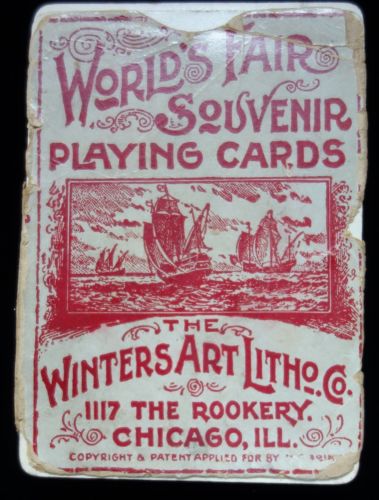 WORLD'S FAIR
SOUVENIR
PLAYING CARDS
THE
WINTERS ART LITHO. CO.
1117 THE ROOKERY.
CHICAGO, ILL.
COPYRIGHT & PATENT APPLIED FOR BY